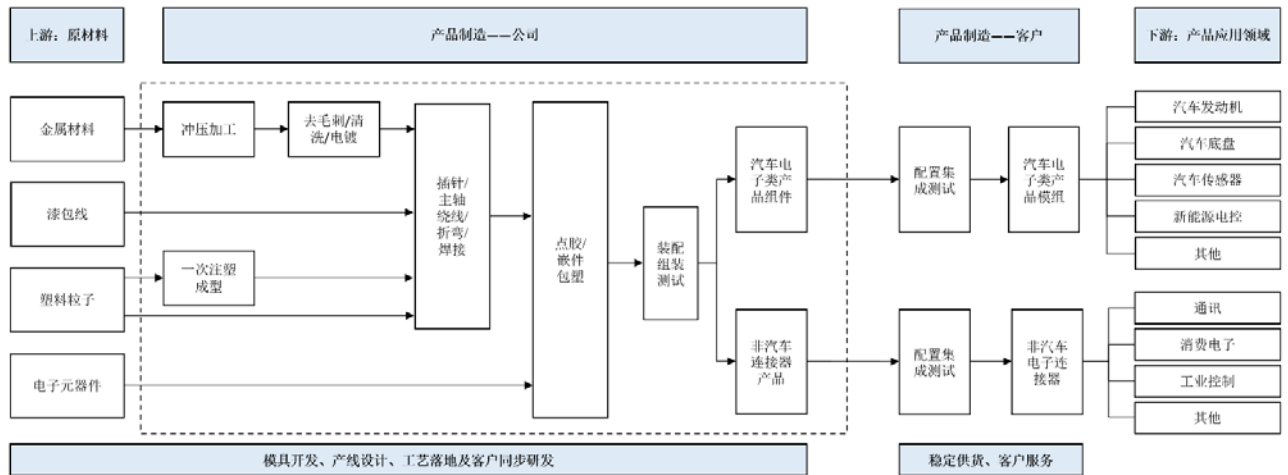 上游：原材料
产品制造——公司
产品制造——客户
下游：产品应用领域
金属材料
漆包线
塑料粒子
电子元器件
冲压加工
去毛刺/清
洗/电镀
一次注塑
成型
插针/
主轴
绕线/
折弯/
焊接
点胶/
嵌件
包塑
装配
组装
测试
汽车电
子类产
品组件
非汽车
连接器
产品
配置集
成测试
汽车电
子类产
品模组
配置集
成测试
非汽车
电子连
接器
汽车发动机
汽车底盘
汽车传感器
新能源电控
其他
通讯
消费电子
工业控制
其他
模具开发、产线设计、工艺落地及客户同步研发
稳定供货、客户服务